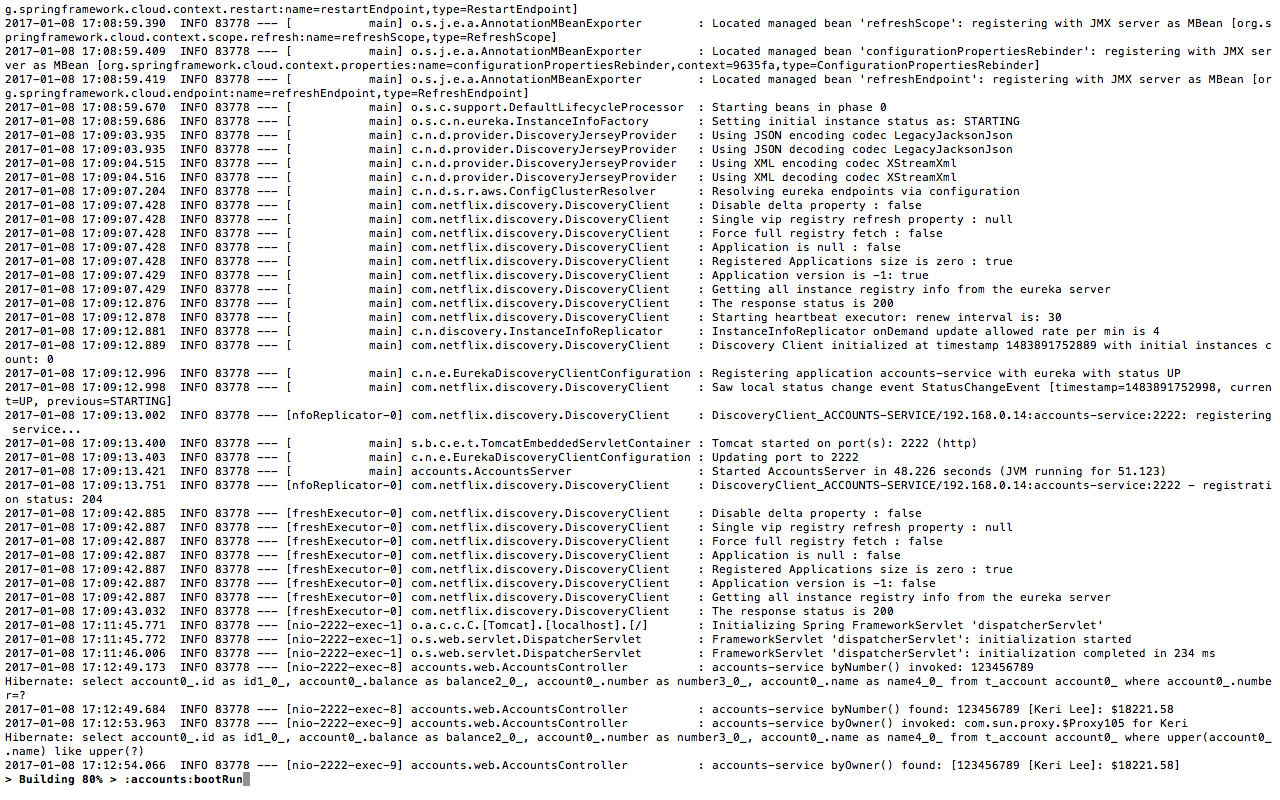 g.springframework.cloud.context.restart:name=restartEndpoint,type=RestartEndpoint]
2017-01-08 17:08:59.390  INFO 83778 --- [           main] o.s.j.e.a.AnnotationMBeanExporter        : Located managed bean 'refreshScope': registering with JMX server as MBean [org.s
pringframework.cloud.context.scope.refresh:name=refreshScope,type=RefreshScope]
2017-01-08 17:08:59.409  INFO 83778 --- [           main] o.s.j.e.a.AnnotationMBeanExporter        : Located managed bean 'configurationPropertiesRebinder': registering with JMX ser
ver as MBean [org.springframework.cloud.context.properties:name=configurationPropertiesRebinder,context=9635fa,type=ConfigurationPropertiesRebinder]
2017-01-08 17:08:59.419  INFO 83778 --- [           main] o.s.j.e.a.AnnotationMBeanExporter        : Located managed bean 'refreshEndpoint': registering with JMX server as MBean [or
g.springframework.cloud.endpoint:name=refreshEndpoint,type=RefreshEndpoint]
2017-01-08 17:08:59.670  INFO 83778 --- [           main] o.s.c.support.DefaultLifecycleProcessor  : Starting beans in phase 0
2017-01-08 17:08:59.686  INFO 83778 --- [           main] o.s.c.n.eureka.InstanceInfoFactory       : Setting initial instance status as: STARTING
2017-01-08 17:09:03.935  INFO 83778 --- [           main] c.n.d.provider.DiscoveryJerseyProvider   : Using JSON encoding codec LegacyJacksonJson
2017-01-08 17:09:03.935  INFO 83778 --- [           main] c.n.d.provider.DiscoveryJerseyProvider   : Using JSON decoding codec LegacyJacksonJson
2017-01-08 17:09:04.515  INFO 83778 --- [           main] c.n.d.provider.DiscoveryJerseyProvider   : Using XML encoding codec XStreamXml
2017-01-08 17:09:04.516  INFO 83778 --- [           main] c.n.d.provider.DiscoveryJerseyProvider   : Using XML decoding codec XStreamXml
2017-01-08 17:09:07.204  INFO 83778 --- [           main] c.n.d.s.r.aws.ConfigClusterResolver      : Resolving eureka endpoints via configuration
2017-01-08 17:09:07.428  INFO 83778 --- [           main] com.netflix.discovery.DiscoveryClient    : Disable delta property : false
2017-01-08 17:09:07.428  INFO 83778 --- [           main] com.netflix.discovery.DiscoveryClient    : Single vip registry refresh property : null
2017-01-08 17:09:07.428  INFO 83778 --- [           main] com.netflix.discovery.DiscoveryClient    : Force full registry fetch : false
2017-01-08 17:09:07.428  INFO 83778 --- [           main] com.netflix.discovery.DiscoveryClient    : Application is null : false
2017-01-08 17:09:07.428  INFO 83778 --- [           main] com.netflix.discovery.DiscoveryClient    : Registered Applications size is zero : true
2017-01-08 17:09:07.429  INFO 83778 --- [           main] com.netflix.discovery.DiscoveryClient    : Application version is -1: true
2017-01-08 17:09:07.429  INFO 83778 --- [           main] com.netflix.discovery.DiscoveryClient    : Getting all instance registry info from the eureka server
2017-01-08 17:09:12.876  INFO 83778 --- [           main] com.netflix.discovery.DiscoveryClient    : The response status is 200
2017-01-08 17:09:12.878  INFO 83778 --- [           main] com.netflix.discovery.DiscoveryClient    : Starting heartbeat executor: renew interval is: 30
2017-01-08 17:09:12.881  INFO 83778 --- [           main] c.n.discovery.InstanceInfoReplicator     : InstanceInfoReplicator onDemand update allowed rate per min is 4
2017-01-08 17:09:12.889  INFO 83778 --- [           main] com.netflix.discovery.DiscoveryClient    : Discovery Client initialized at timestamp 1483891752889 with initial instances c
ount: 0
2017-01-08 17:09:12.996  INFO 83778 --- [           main] c.n.e.EurekaDiscoveryClientConfiguration : Registering application accounts-service with eureka with status UP
2017-01-08 17:09:12.998  INFO 83778 --- [           main] com.netflix.discovery.DiscoveryClient    : Saw local status change event StatusChangeEvent [timestamp=1483891752998, curren
t=UP, previous=STARTING]
2017-01-08 17:09:13.002  INFO 83778 --- [nfoReplicator-0] com.netflix.discovery.DiscoveryClient    : DiscoveryClient_ACCOUNTS-SERVICE/192.168.0.14:accounts-service:2222: registering
 service...
2017-01-08 17:09:13.400  INFO 83778 --- [           main] s.b.c.e.t.TomcatEmbeddedServletContainer : Tomcat started on port(s): 2222 (http)
2017-01-08 17:09:13.403  INFO 83778 --- [           main] c.n.e.EurekaDiscoveryClientConfiguration : Updating port to 2222
2017-01-08 17:09:13.421  INFO 83778 --- [           main] accounts.AccountsServer                  : Started AccountsServer in 48.226 seconds (JVM running for 51.123)
2017-01-08 17:09:13.751  INFO 83778 --- [nfoReplicator-0] com.netflix.discovery.DiscoveryClient    : DiscoveryClient_ACCOUNTS-SERVICE/192.168.0.14:accounts-service:2222 - registrati
on status: 204
2017-01-08 17:09:42.885  INFO 83778 --- [freshExecutor-0] com.netflix.discovery.DiscoveryClient    : Disable delta property : false
2017-01-08 17:09:42.887  INFO 83778 --- [freshExecutor-0] com.netflix.discovery.DiscoveryClient    : Single vip registry refresh property : null
2017-01-08 17:09:42.887  INFO 83778 --- [freshExecutor-0] com.netflix.discovery.DiscoveryClient    : Force full registry fetch : false
2017-01-08 17:09:42.887  INFO 83778 --- [freshExecutor-0] com.netflix.discovery.DiscoveryClient    : Application is null : false
2017-01-08 17:09:42.887  INFO 83778 --- [freshExecutor-0] com.netflix.discovery.DiscoveryClient    : Registered Applications size is zero : true
2017-01-08 17:09:42.887  INFO 83778 --- [freshExecutor-0] com.netflix.discovery.DiscoveryClient    : Application version is -1: false
2017-01-08 17:09:42.887  INFO 83778 --- [freshExecutor-0] com.netflix.discovery.DiscoveryClient    : Getting all instance registry info from the eureka server
2017-01-08 17:09:43.032  INFO 83778 --- [freshExecutor-0] com.netflix.discovery.DiscoveryClient    : The response status is 200
2017-01-08 17:11:45.771  INFO 83778 --- [nio-2222-exec-1] o.a.c.c.C.[Tomcat].[localhost].[/]       : Initializing Spring FrameworkServlet 'dispatcherServlet'
2017-01-08 17:11:45.772  INFO 83778 --- [nio-2222-exec-1] o.s.web.servlet.DispatcherServlet        : FrameworkServlet 'dispatcherServlet': initialization started
2017-01-08 17:11:46.006  INFO 83778 --- [nio-2222-exec-1] o.s.web.servlet.DispatcherServlet        : FrameworkServlet 'dispatcherServlet': initialization completed in 234 ms
2017-01-08 17:12:49.173  INFO 83778 --- [nio-2222-exec-8] accounts.web.AccountsController          : accounts-service byNumber() invoked: 123456789
Hibernate: select account0_.id as id1_0_, account0_.balance as balance2_0_, account0_.number as number3_0_, account0_.name as name4_0_ from t_account account0_ where account0_.numbe
r=?
2017-01-08 17:12:49.684  INFO 83778 --- [nio-2222-exec-8] accounts.web.AccountsController          : accounts-service byNumber() found: 123456789 [Keri Lee]: $18221.58
2017-01-08 17:12:53.963  INFO 83778 --- [nio-2222-exec-9] accounts.web.AccountsController          : accounts-service byOwner() invoked: com.sun.proxy.$Proxy105 for Keri
Hibernate: select account0_.id as id1_0_, account0_.balance as balance2_0_, account0_.number as number3_0_, account0_.name as name4_0_ from t_account account0_ where upper(account0_
.name) like upper(?)
2017-01-08 17:12:54.066  INFO 83778 --- [nio-2222-exec-9] accounts.web.AccountsController          : accounts-service byOwner() found: [123456789 [Keri Lee]: $18221.58]
> Building 80% > :accounts:bootRun